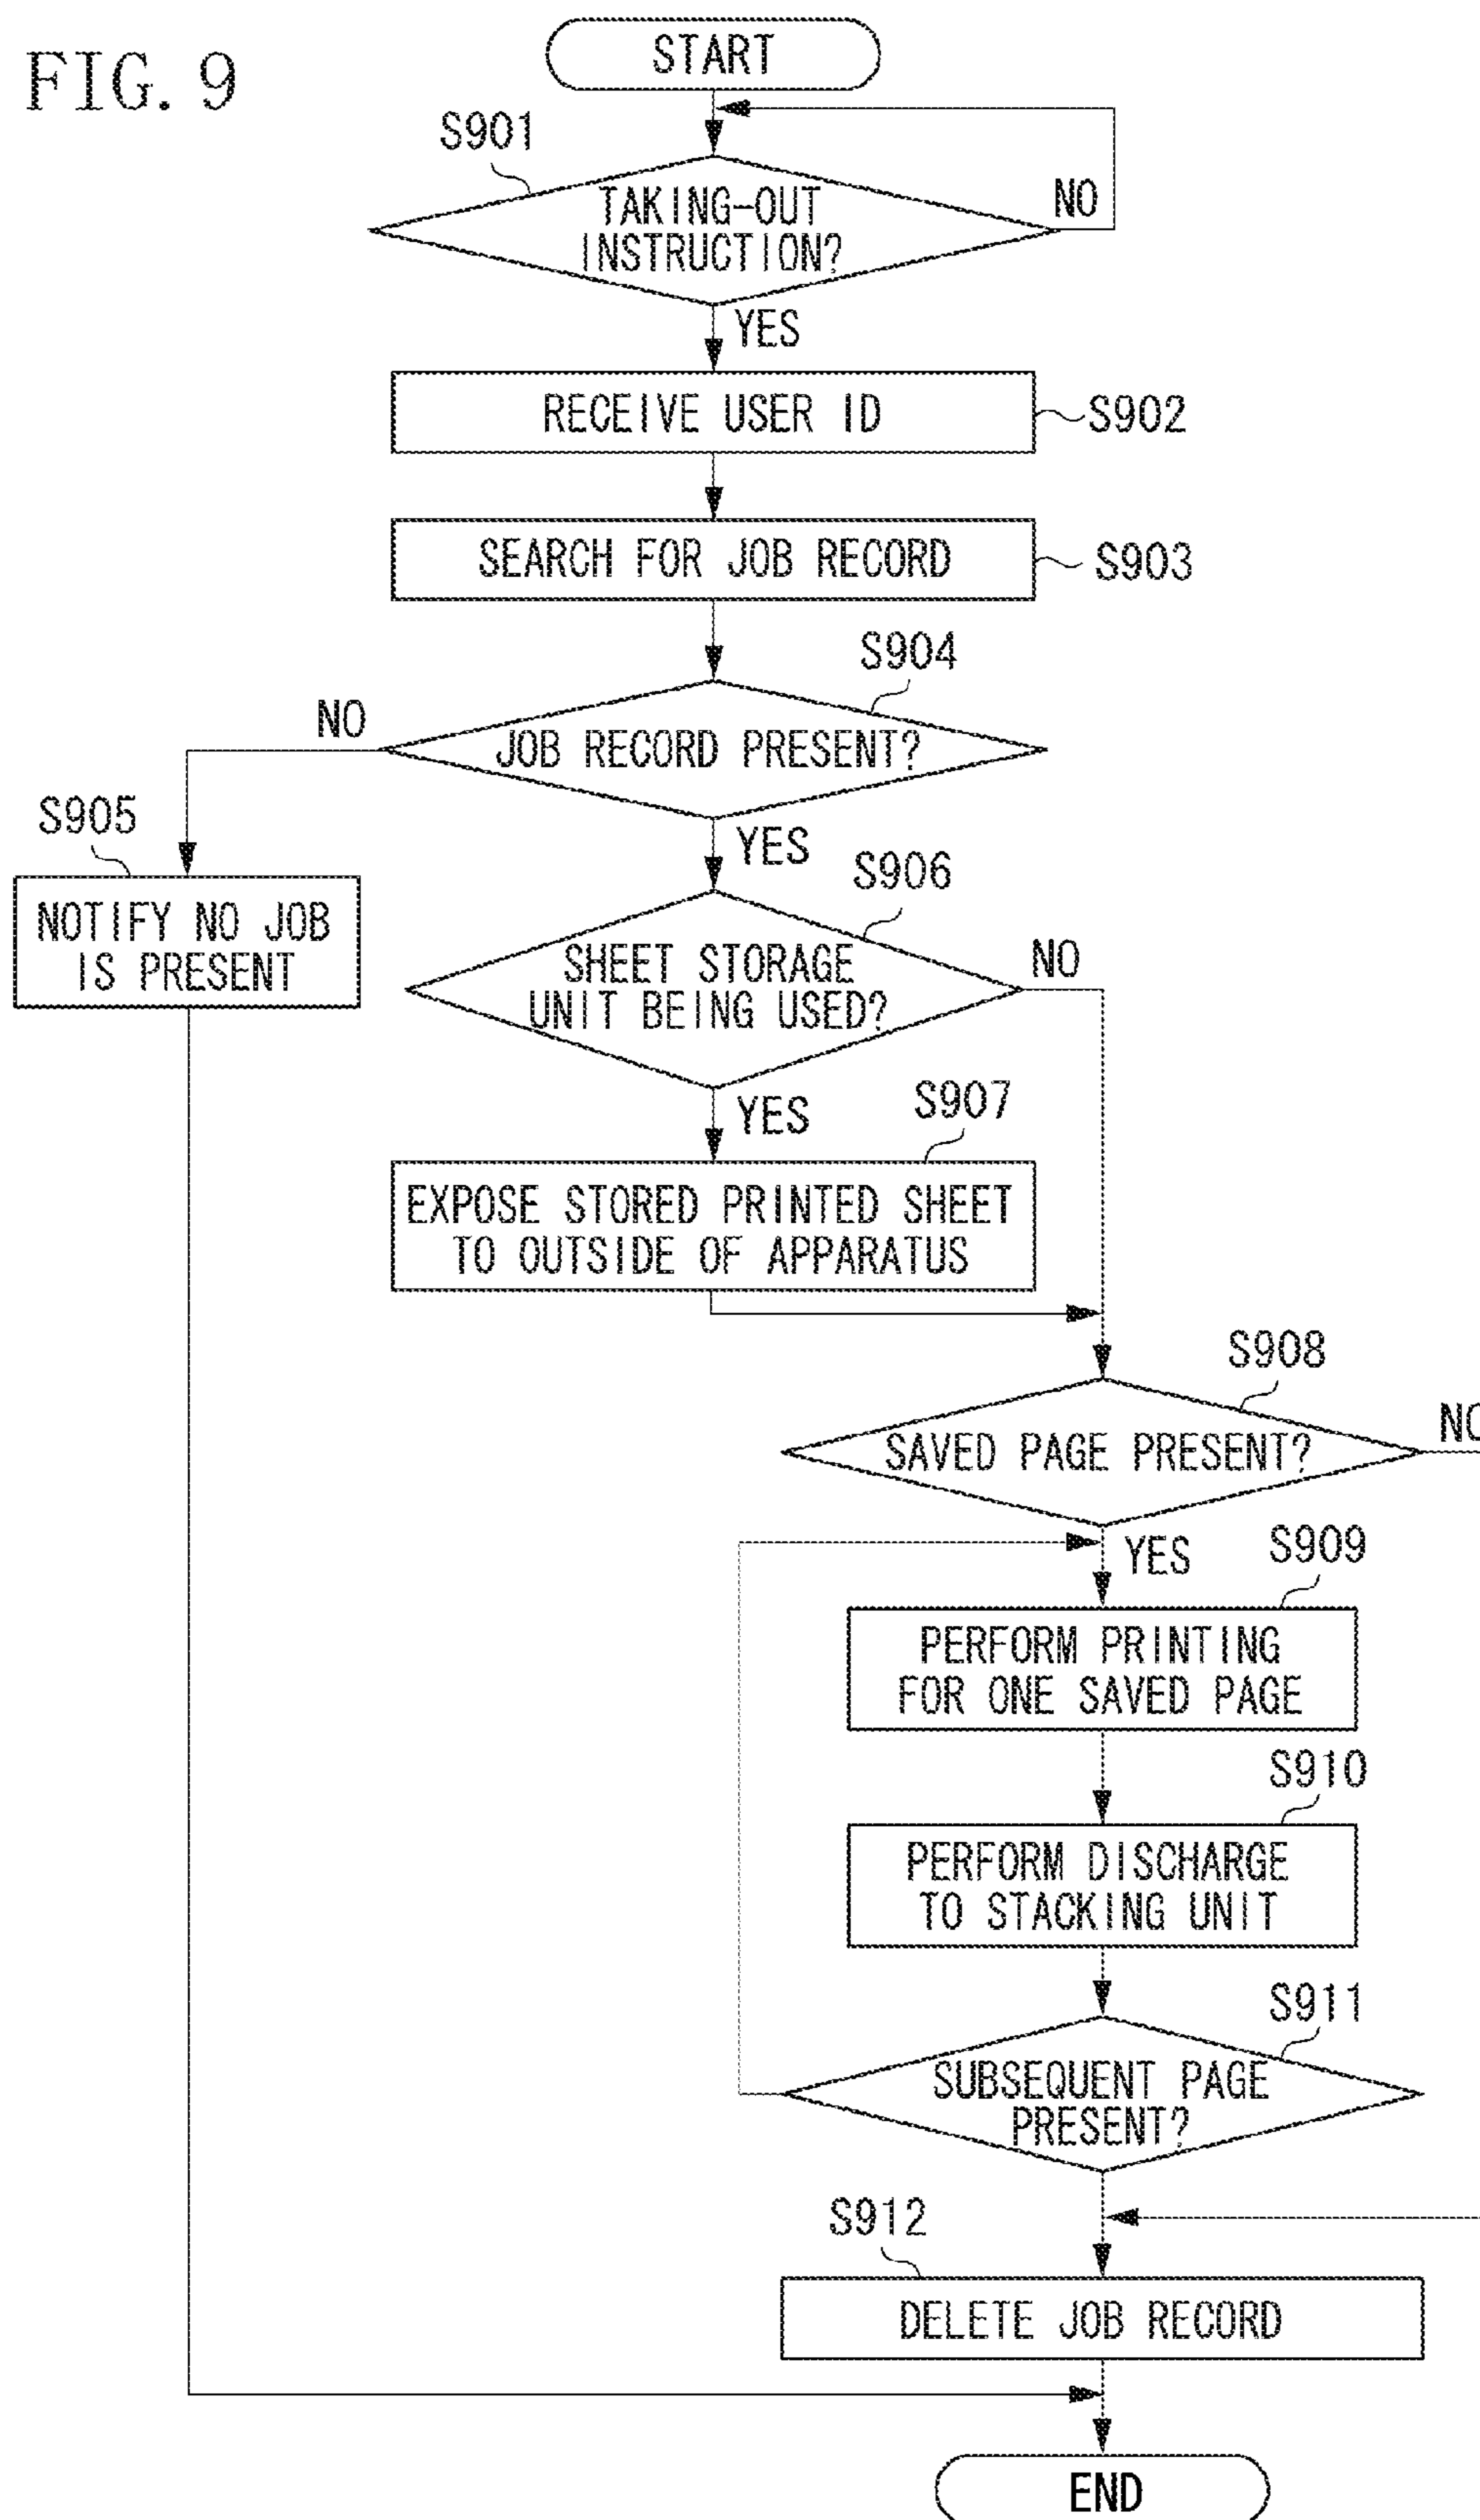 FIG. 9
START
S901
TAKING-OUT
INSTRUCTION?
NO
YES
RECEIVE USER ID
S902
SEARCH FOR JOB RECORD
S903
S904
NO
JOB RECORD PRESENT?
S905
YES
NOTIFY NO JOB
IS PRESENT
S906
SHEET STORAGE
UNIT BEING USED?
NO
YES
S907
EXPOSE STORED PRINTED SHEET
TO OUTSIDE OF APPARATUS
S908
SAVED PAGE PRESENT?
NO
YES
S909
PERFORM PRINTING
FOR ONE SAVED PAGE
S910
PERFORM DISCHARGE
TO STACKING UNIT
S911
SUBSEQUENT PAGE
PRESENT?
S912
DELETE JOB RECORD
END